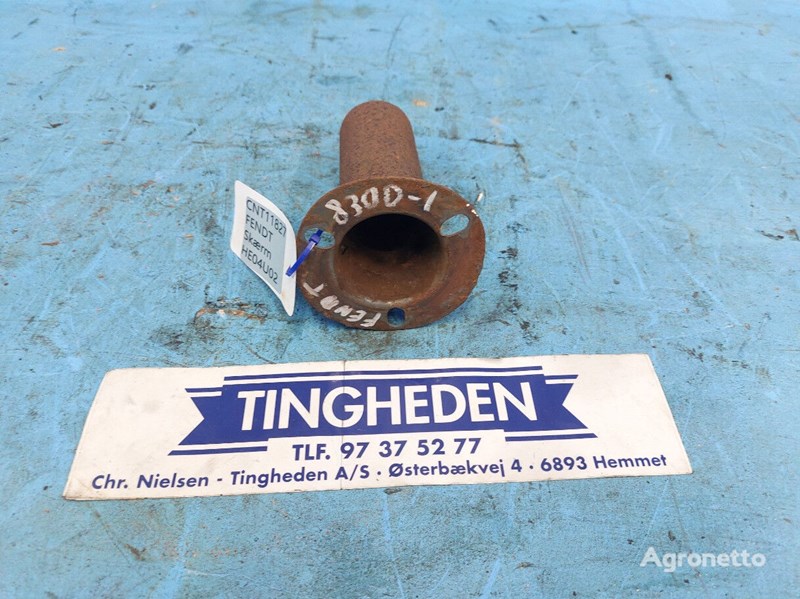 8300-1
FENDT
CNT11827
FENDT
Skærm
HE04U02
TINGHEDEN
TLF. 97 37 52 77
Chr. Nielsen - Tingheden A/S - Østerbækvej 4 - 6893 Hemmet
Agronetto